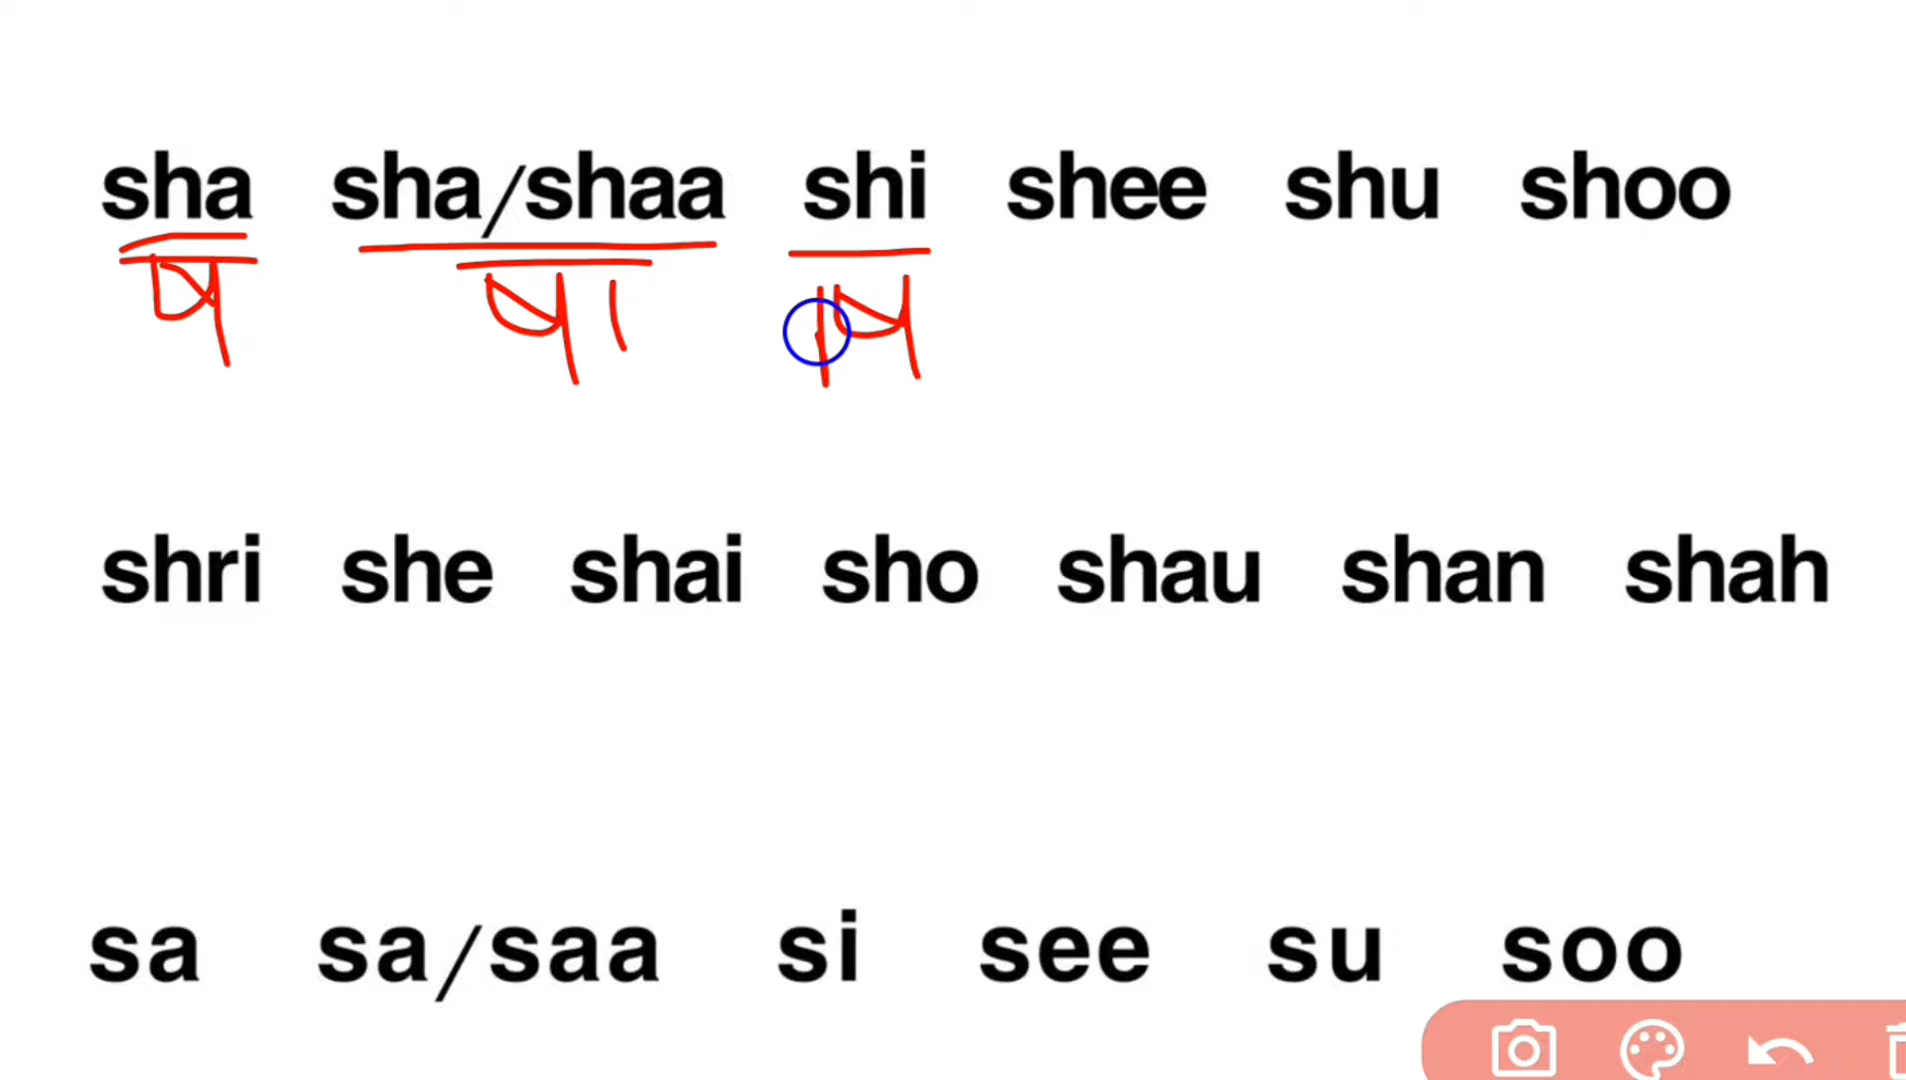 sha sha/shaa shi shee shu shoo
ष षा षि
shri she shai sho shau shan shah
sa sa/saa si see su soo